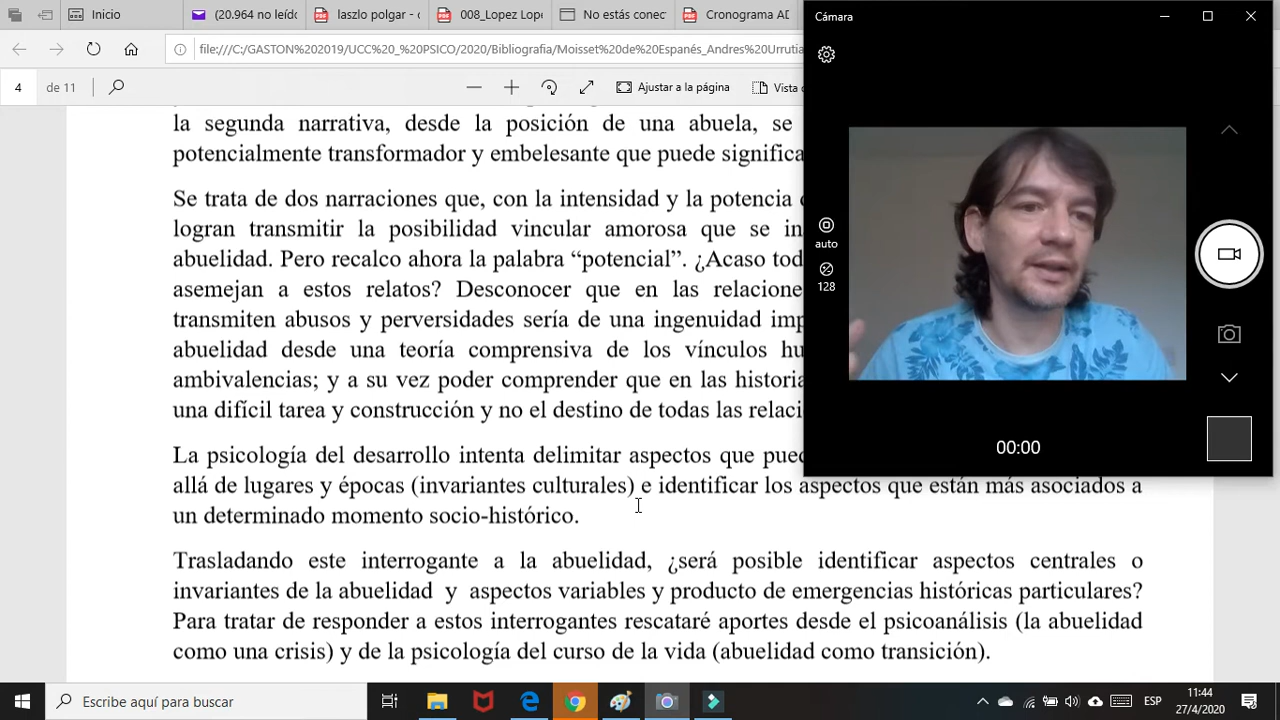 Inicio
(20.964 no leído
laszlo polgar - c
008_Lopez Lope
No estás conec
Cronograma AD
file:///C:/GASTON%202019/UCC%20_%20PSICO/2020/Bibliografia/Moisset%20de%20Espanés_Andres%20Urrutia
4 de 11
Ajustar a la página
Vista d
la segunda narrativa, desde la posición de una abuela, se
potencialmente transformador y embelesante que puede significa
Se trata de dos narraciones que, con la intensidad y la potencia
logran transmitir la posibilidad vincular amorosa que se in
abuelidad. Pero recalco ahora la palabra “potencial”. ¿Acaso tod
asemejan a estos relatos? Desconocer que en las relacione
transmiten abusos y perversidades sería de una ingenuidad imp
abuelidad desde una teoría comprensiva de los vínculos hu
ambivalencias; y a su vez poder comprender que en las historia
una difícil tarea y construcción y no el destino de todas las relaci
La psicología del desarrollo intenta delimitar aspectos que pued
allá de lugares y épocas (invariantes culturales) e identificar los aspectos que están más asociados a
un determinado momento socio-histórico.
Trasladando este interrogante a la abuelidad, ¿será posible identificar aspectos centrales o
invariantes de la abuelidad y aspectos variables y producto de emergencias históricas particulares?
Para tratar de responder a estos interrogantes rescataré aportes desde el psicoanálisis (la abuelidad
como una crisis) y de la psicología del curso de la vida (abuelidad como transición).
Cámara
auto
128
00:00
Escribe aquí para buscar
ESP
11:44
27/4/2020